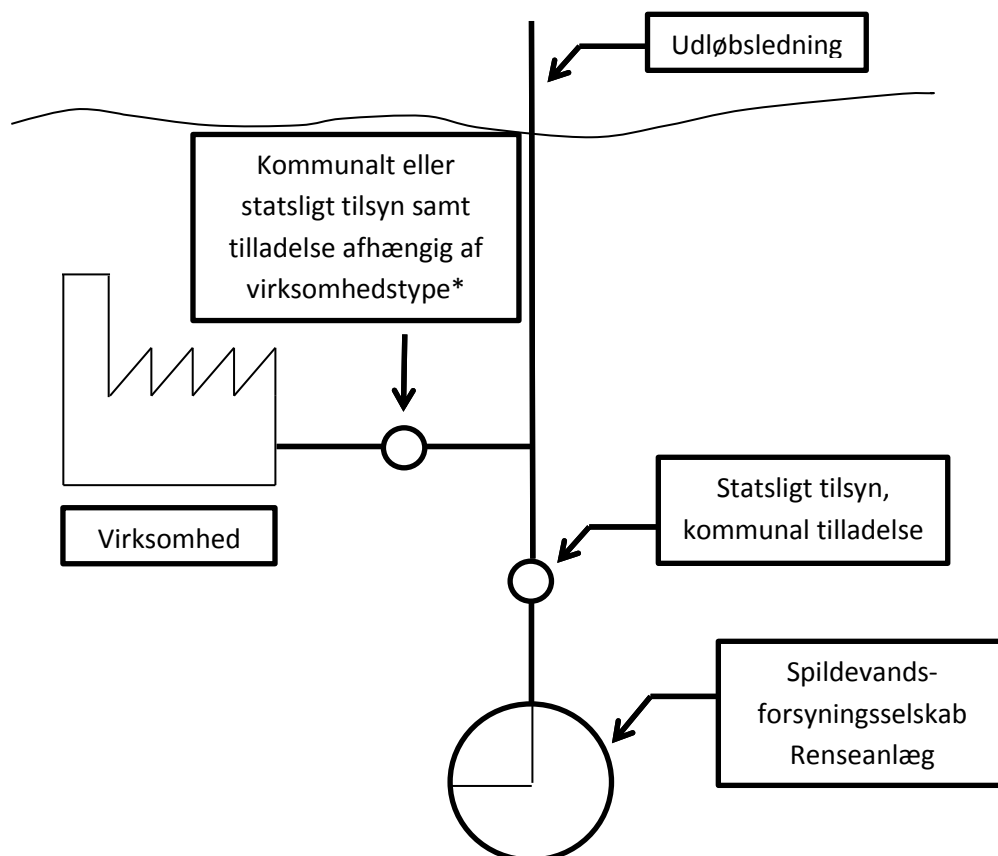 Udløbsledning
Kommunalt eller
statsligt tilsyn samt
tilladelse afhængig af
virksomhedstype*
Virksomhed
Statsligt tilsyn,
kommunal tilladelse
Spildevands-
forsyningsselskab
Renseanlæg